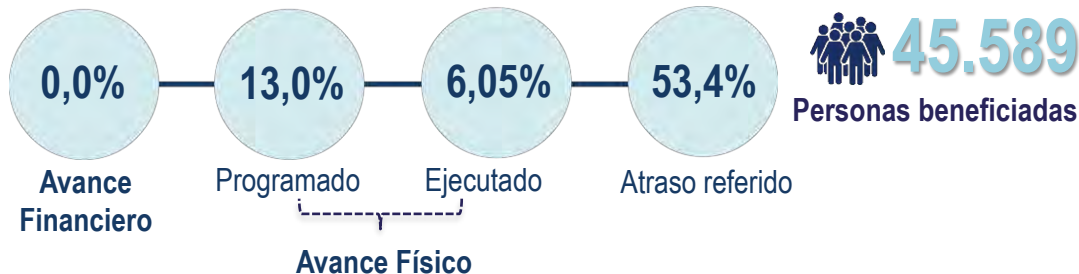 0,0%
13,0%
6,05%
53,4%
45.589
Personas beneficiadas
Avance
Financiero
Programado
Ejecutado
Atraso referido
Avance Físico